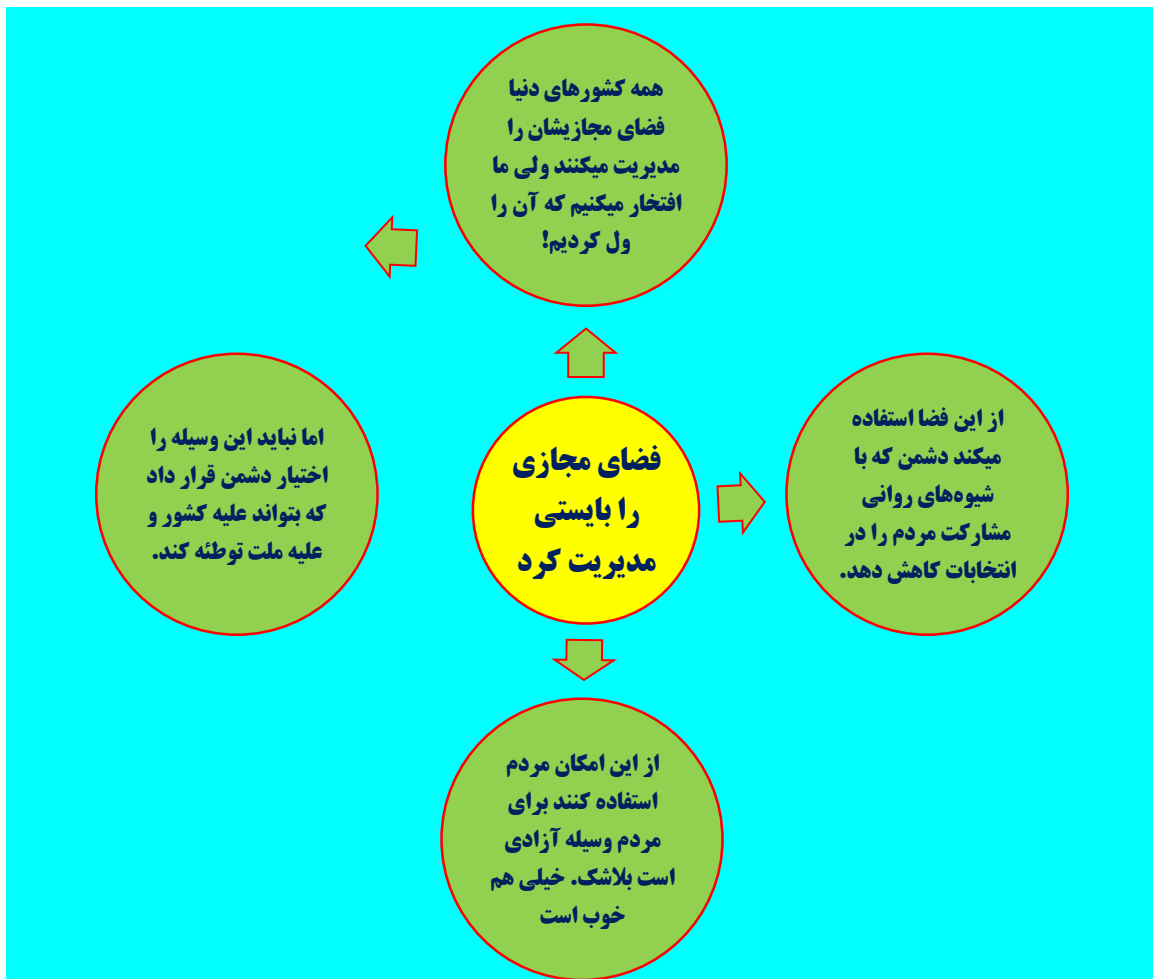 همه کشورهای دنیا
فضای مجازیشان را
مدیریت میکنند ولی ما
افتخار میکنیم که آن را
ول کردیم!
از این فضا استفاده
میکند دشمن که با
شیوه‌های روانی
مشارکت مردم را در
انتخابات کاهش دهد.
فضای مجازی
را بایستی
مدیریت کرد
اما نباید این وسیله را
اختیار دشمن قرار داد
که بتواند علیه کشور و
علیه ملت توطئه کند.
از این امکان مردم
استفاده کنند برای
مردم وسیله آزادی
است بلاشک. خیلی هم
خوب است